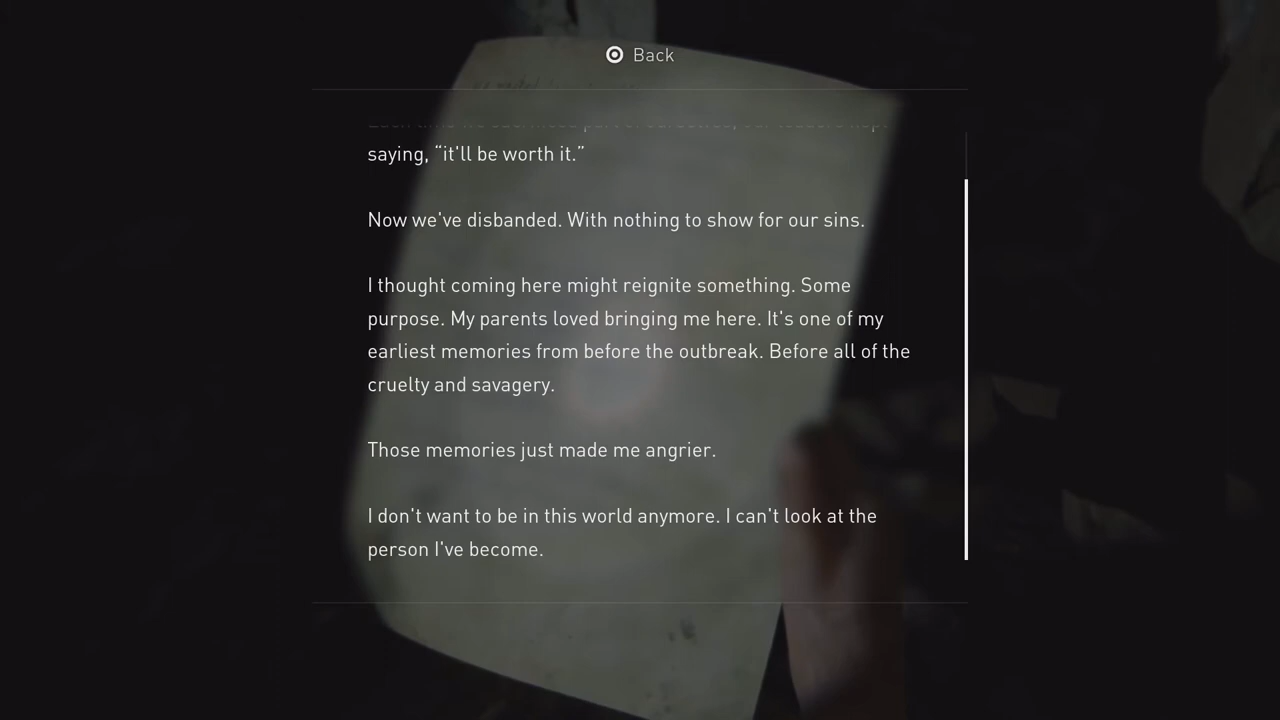 Back
saying, “it'll be worth it.”
Now we've disbanded. With nothing to show for our sins.
I thought coming here might reignite something. Some
purpose. My parents loved bringing me here. It's one of my
earliest memories from before the outbreak. Before all of the
cruelty and savagery.
Those memories just made me angrier.
I don't want to be in this world anymore. I can't look at the
person I've become.